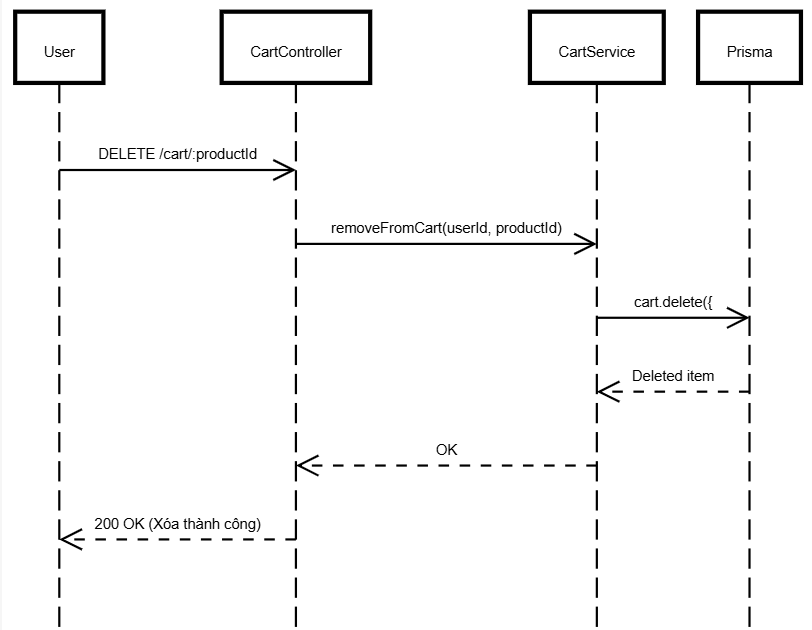 User
CartController
CartService
Prisma
DELETE /cart/:productId
removeFromCart(userId, productId)
cart.delete({
Deleted item
OK
200 OK (Xóa thành công)